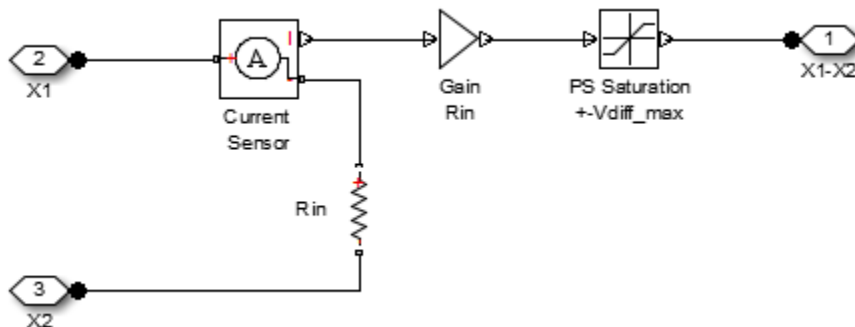 2
X1
A
I
Current
Sensor
Gain
Rin
PS Saturation
+-Vdiff_max
1
X1-X2
Rin
3
X2